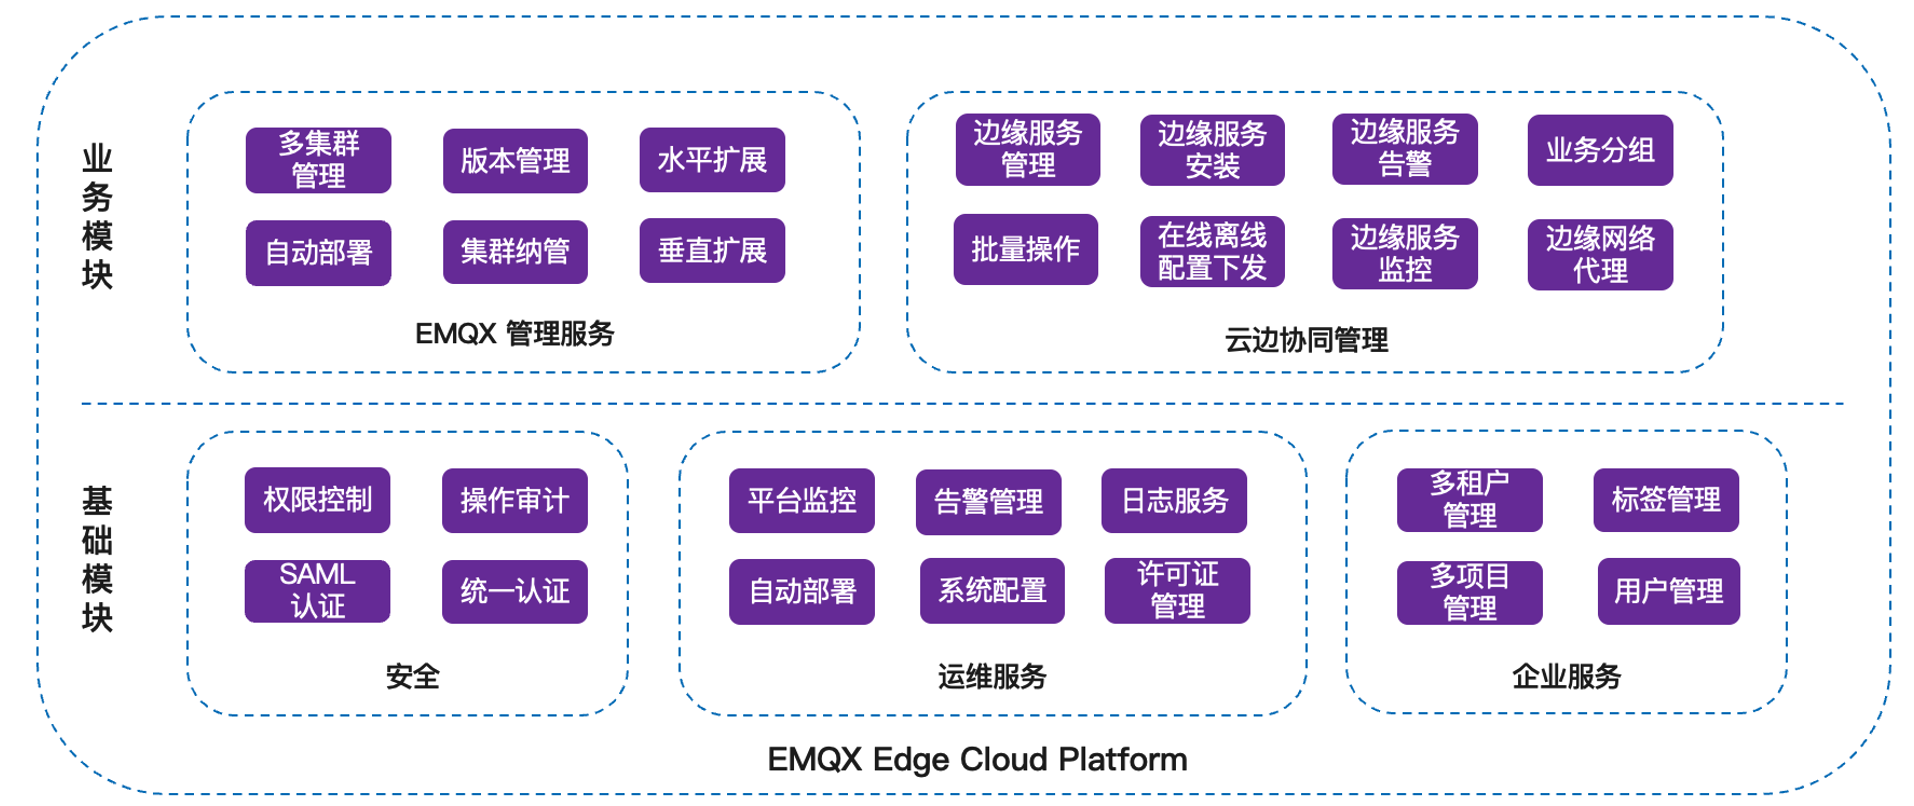 业务模块
多集群
管理
版本管理
水平扩展
自动部署
集群纳管
垂直扩展
EMQX 管理服务
边缘服务
管理
边缘服务
安装
边缘服务
告警
业务分组
批量操作
在线离线
配置下发
边缘服务
监控
边缘网络
代理
云边协同管理
基础模块
权限控制
操作审计
SAML
认证
统一认证
安全
平台监控
告警管理
日志服务
自动部署
系统配置
许可证
管理
运维服务
多租户
管理
标签管理
多项目
管理
用户管理
企业服务
EMQX Edge Cloud Platform